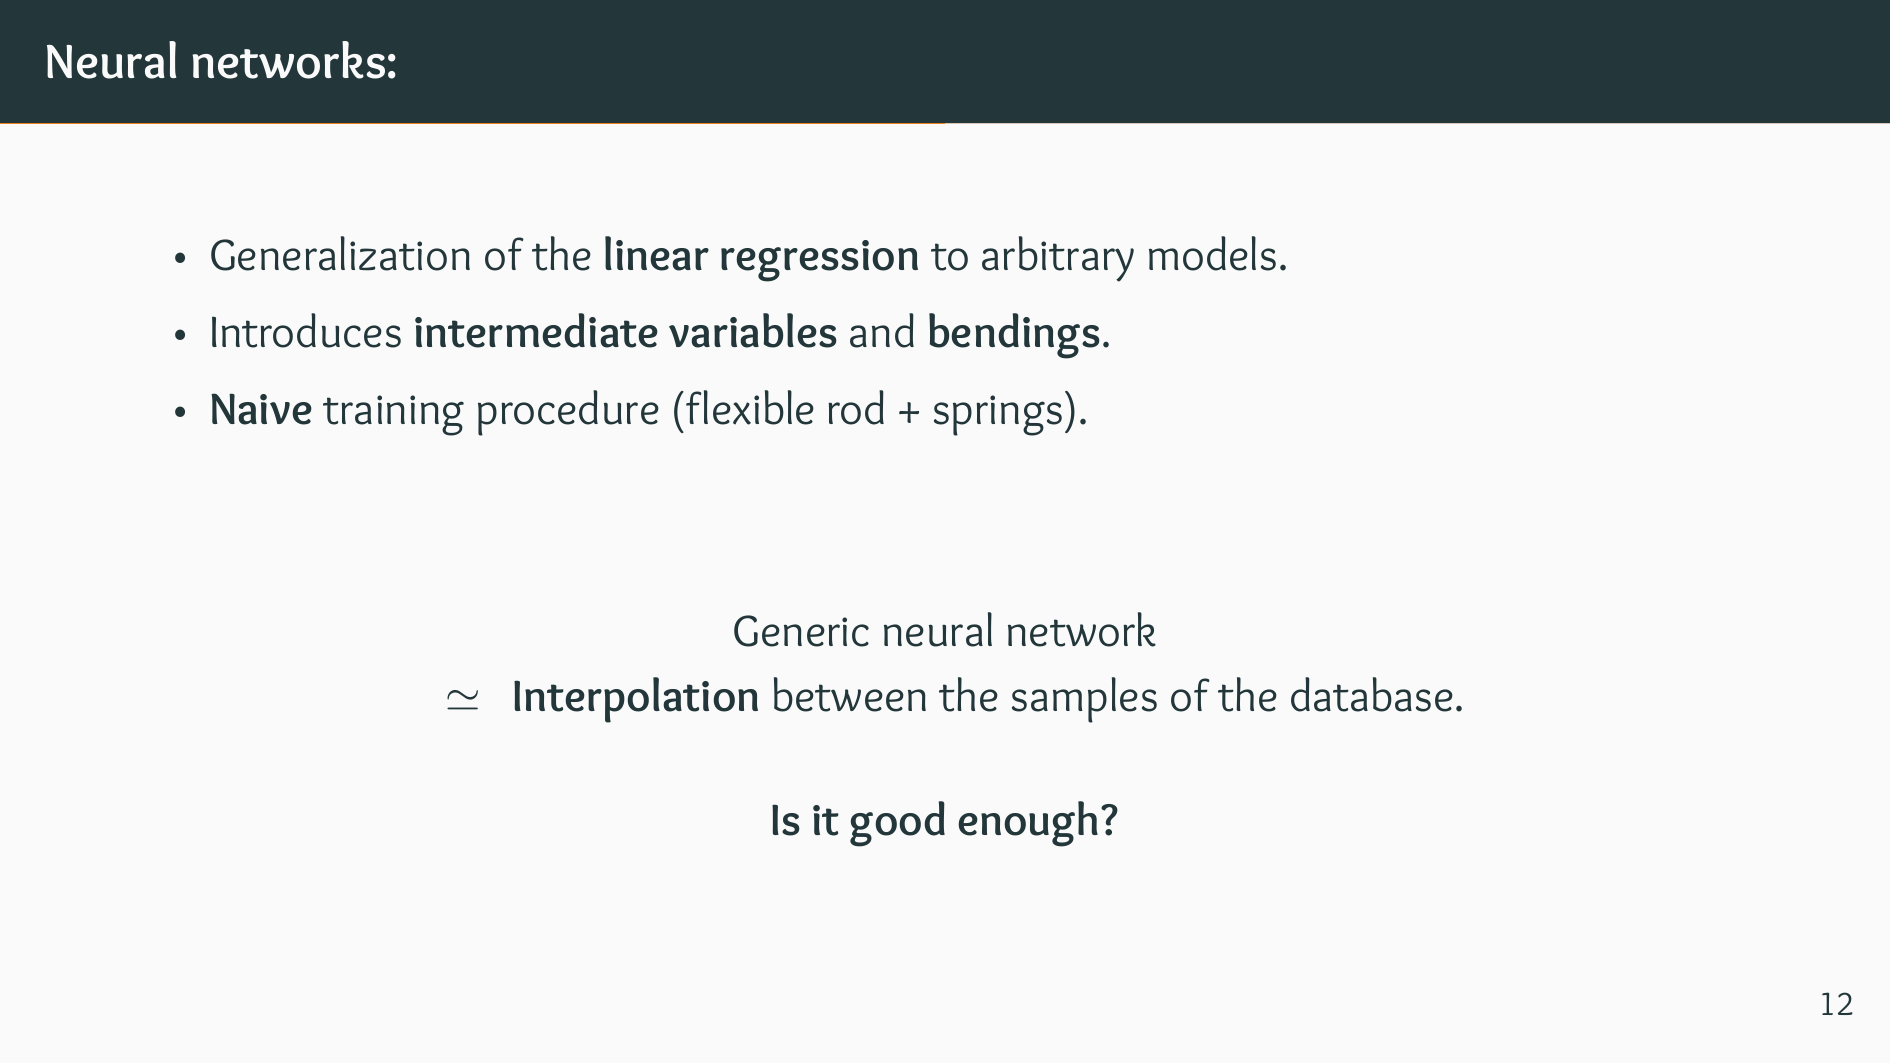 Neural networks:
• Generalization of the linear regression to arbitrary models.
• Introduces intermediate variables and bendings.
• Naive training procedure (flexible rod + springs).
Generic neural network
≃ Interpolation between the samples of the database.
Is it good enough?
12